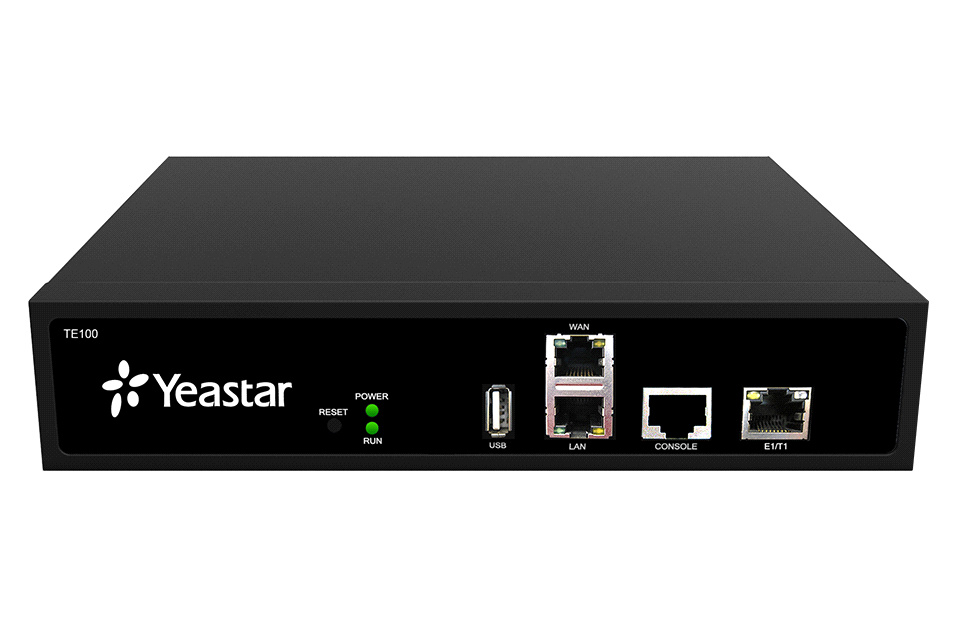 TE100
Yeastar
RESET
POWER
RUN
USB
WAN
LAN
CONSOLE
E1/T1